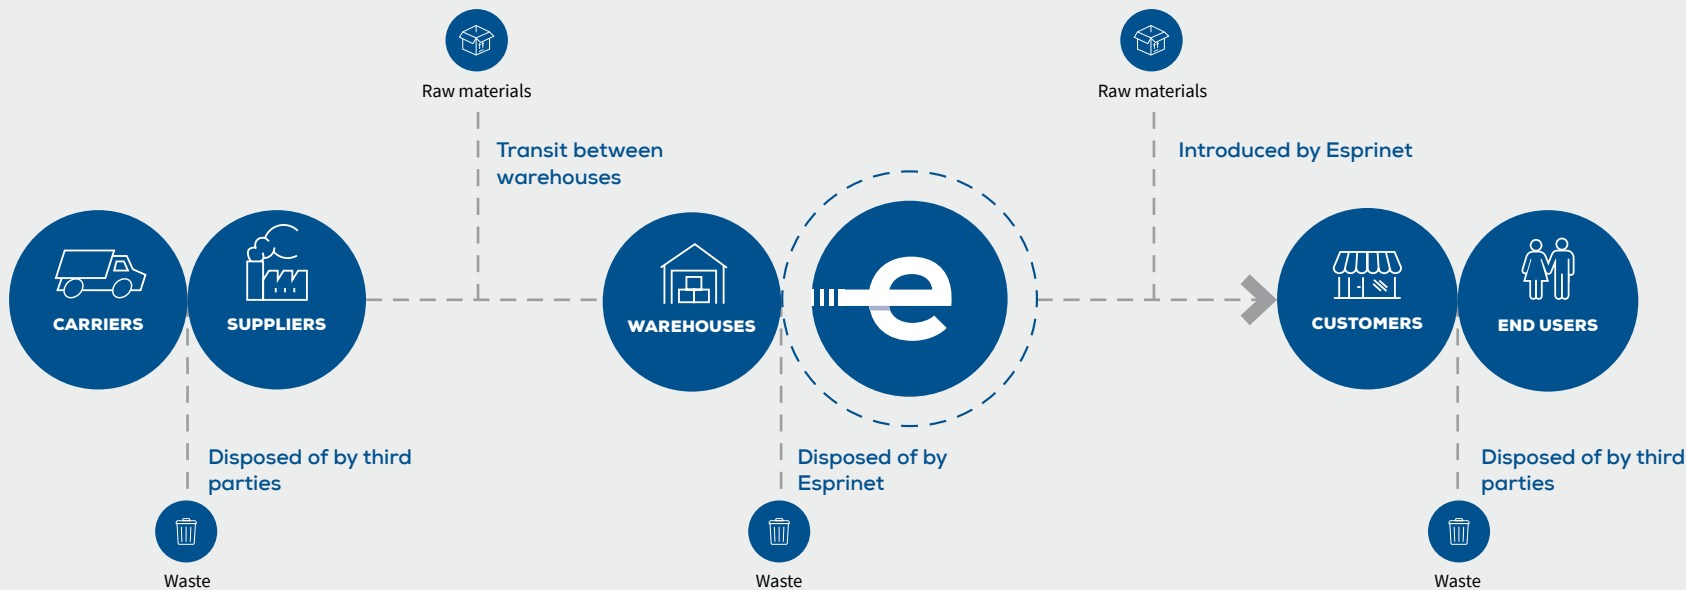 Raw materials
Raw materials
Transit between
warehouses
Introduced by Esprinet
CARRIERS
SUPPLIERS
WAREHOUSES
e
CUSTOMERS
END USERS
Disposed of by third
parties
Disposed of by
Esprinet
Disposed of by third
parties
Waste
Waste
Waste